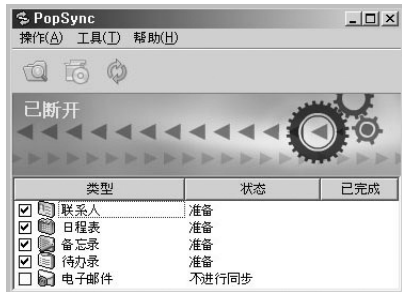 PopSync
操作(A) 工具(T) 帮助(H)
已断开
类型 状态 已完成
联系人 准备
日程表 准备
备忘录 准备
待办录 准备
电子邮件 不进行同步